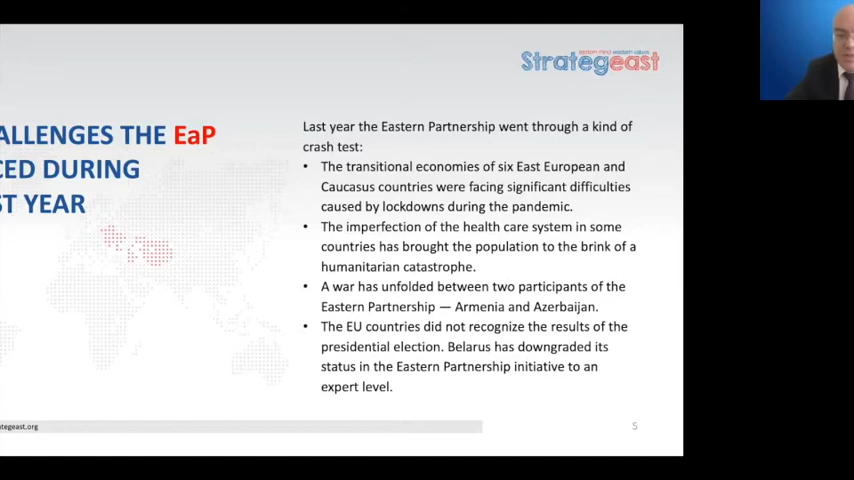 eastern mind western values
Strategeast
ALLENGES THE EaP
CED DURING
ST YEAR
Last year the Eastern Partnership went through a kind of
crash test:
• The transitional economies of six East European and
Caucasus countries were facing significant difficulties
caused by lockdowns during the pandemic.
• The imperfection of the health care system in some
countries has brought the population to the brink of a
humanitarian catastrophe.
• A war has unfolded between two participants of the
Eastern Partnership — Armenia and Azerbaijan.
• The EU countries did not recognize the results of the
presidential election. Belarus has downgraded its
status in the Eastern Partnership initiative to an
expert level.
ategeast.org
5